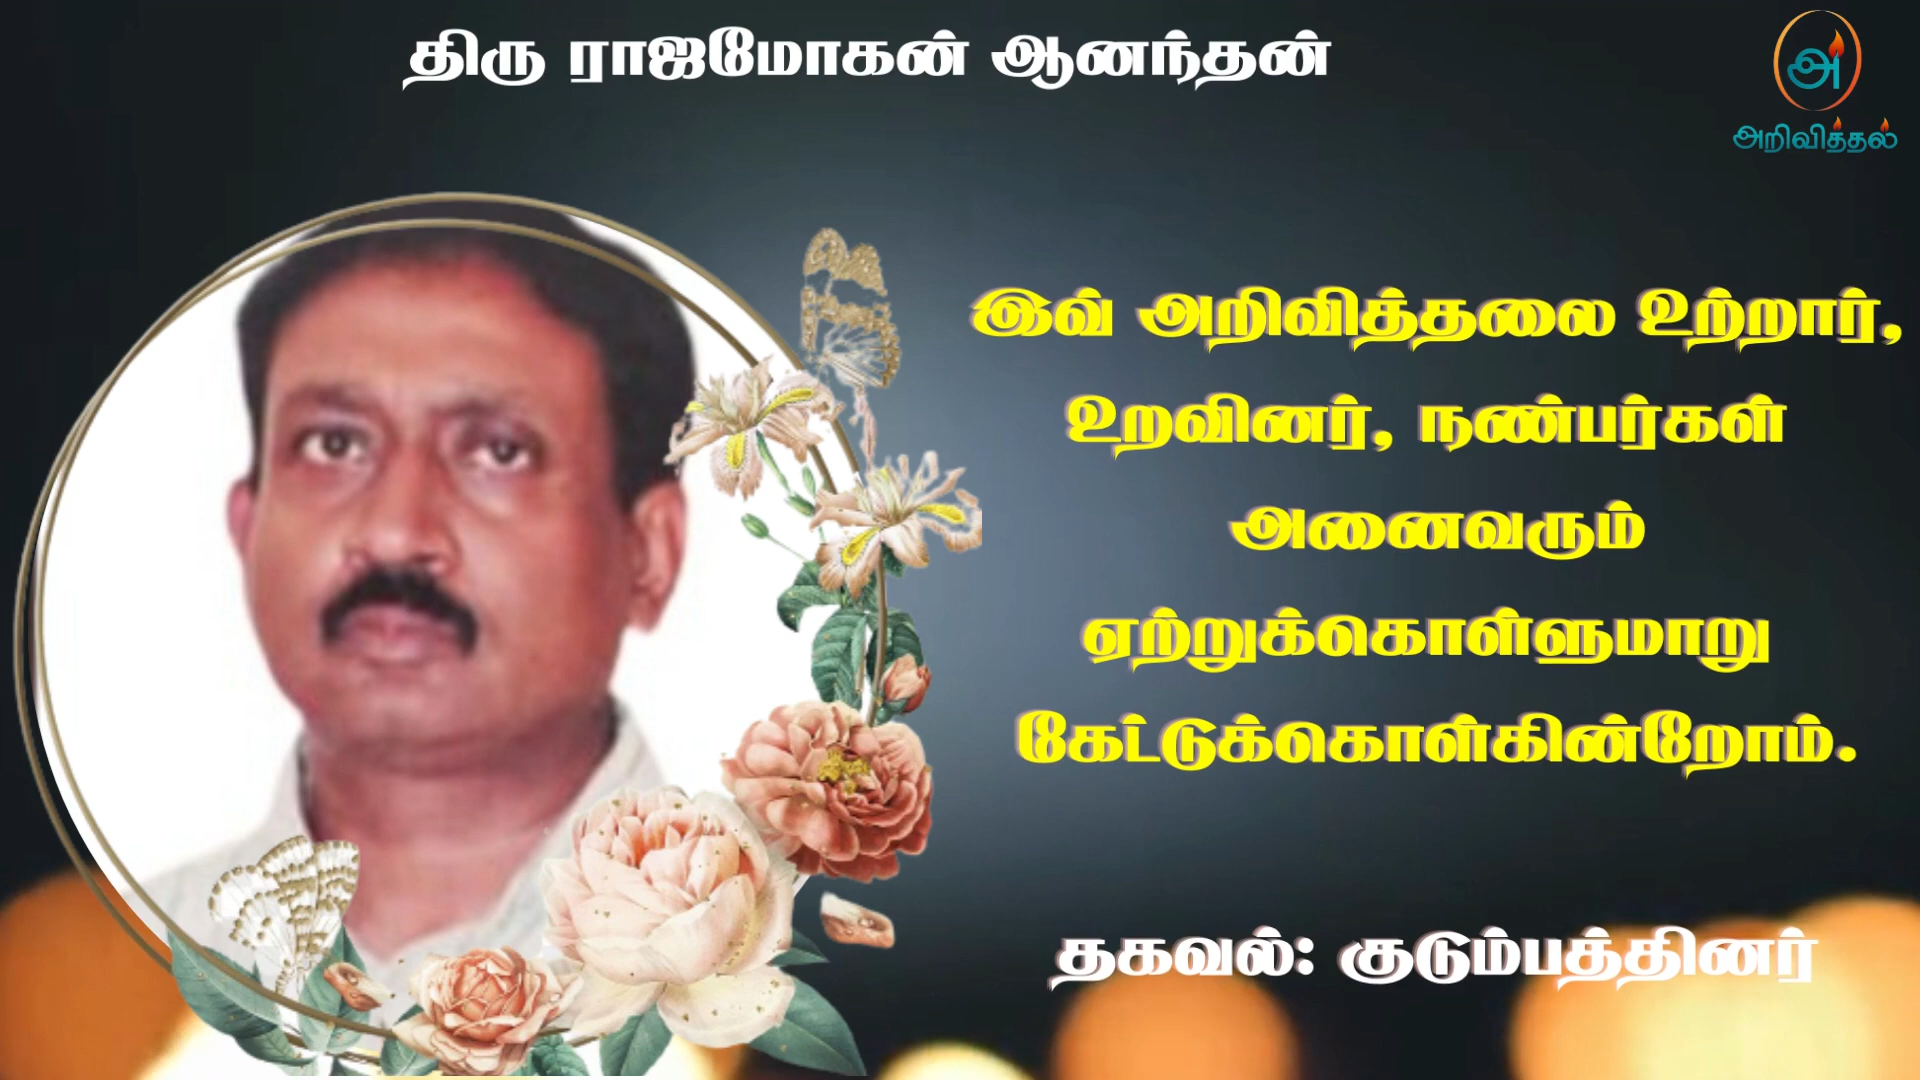 திரு ராஜமோகன் ஆனந்தன்
அ
அறிவித்தல்
இவ் அறிவித்தலை உற்றார்,
உறவினர், நண்பர்கள்
அனைவரும்
ஏற்றுக்கொள்ளுமாறு
கேட்டுக்கொள்கின்றோம்.
தகவல்: குடும்பத்தினர்